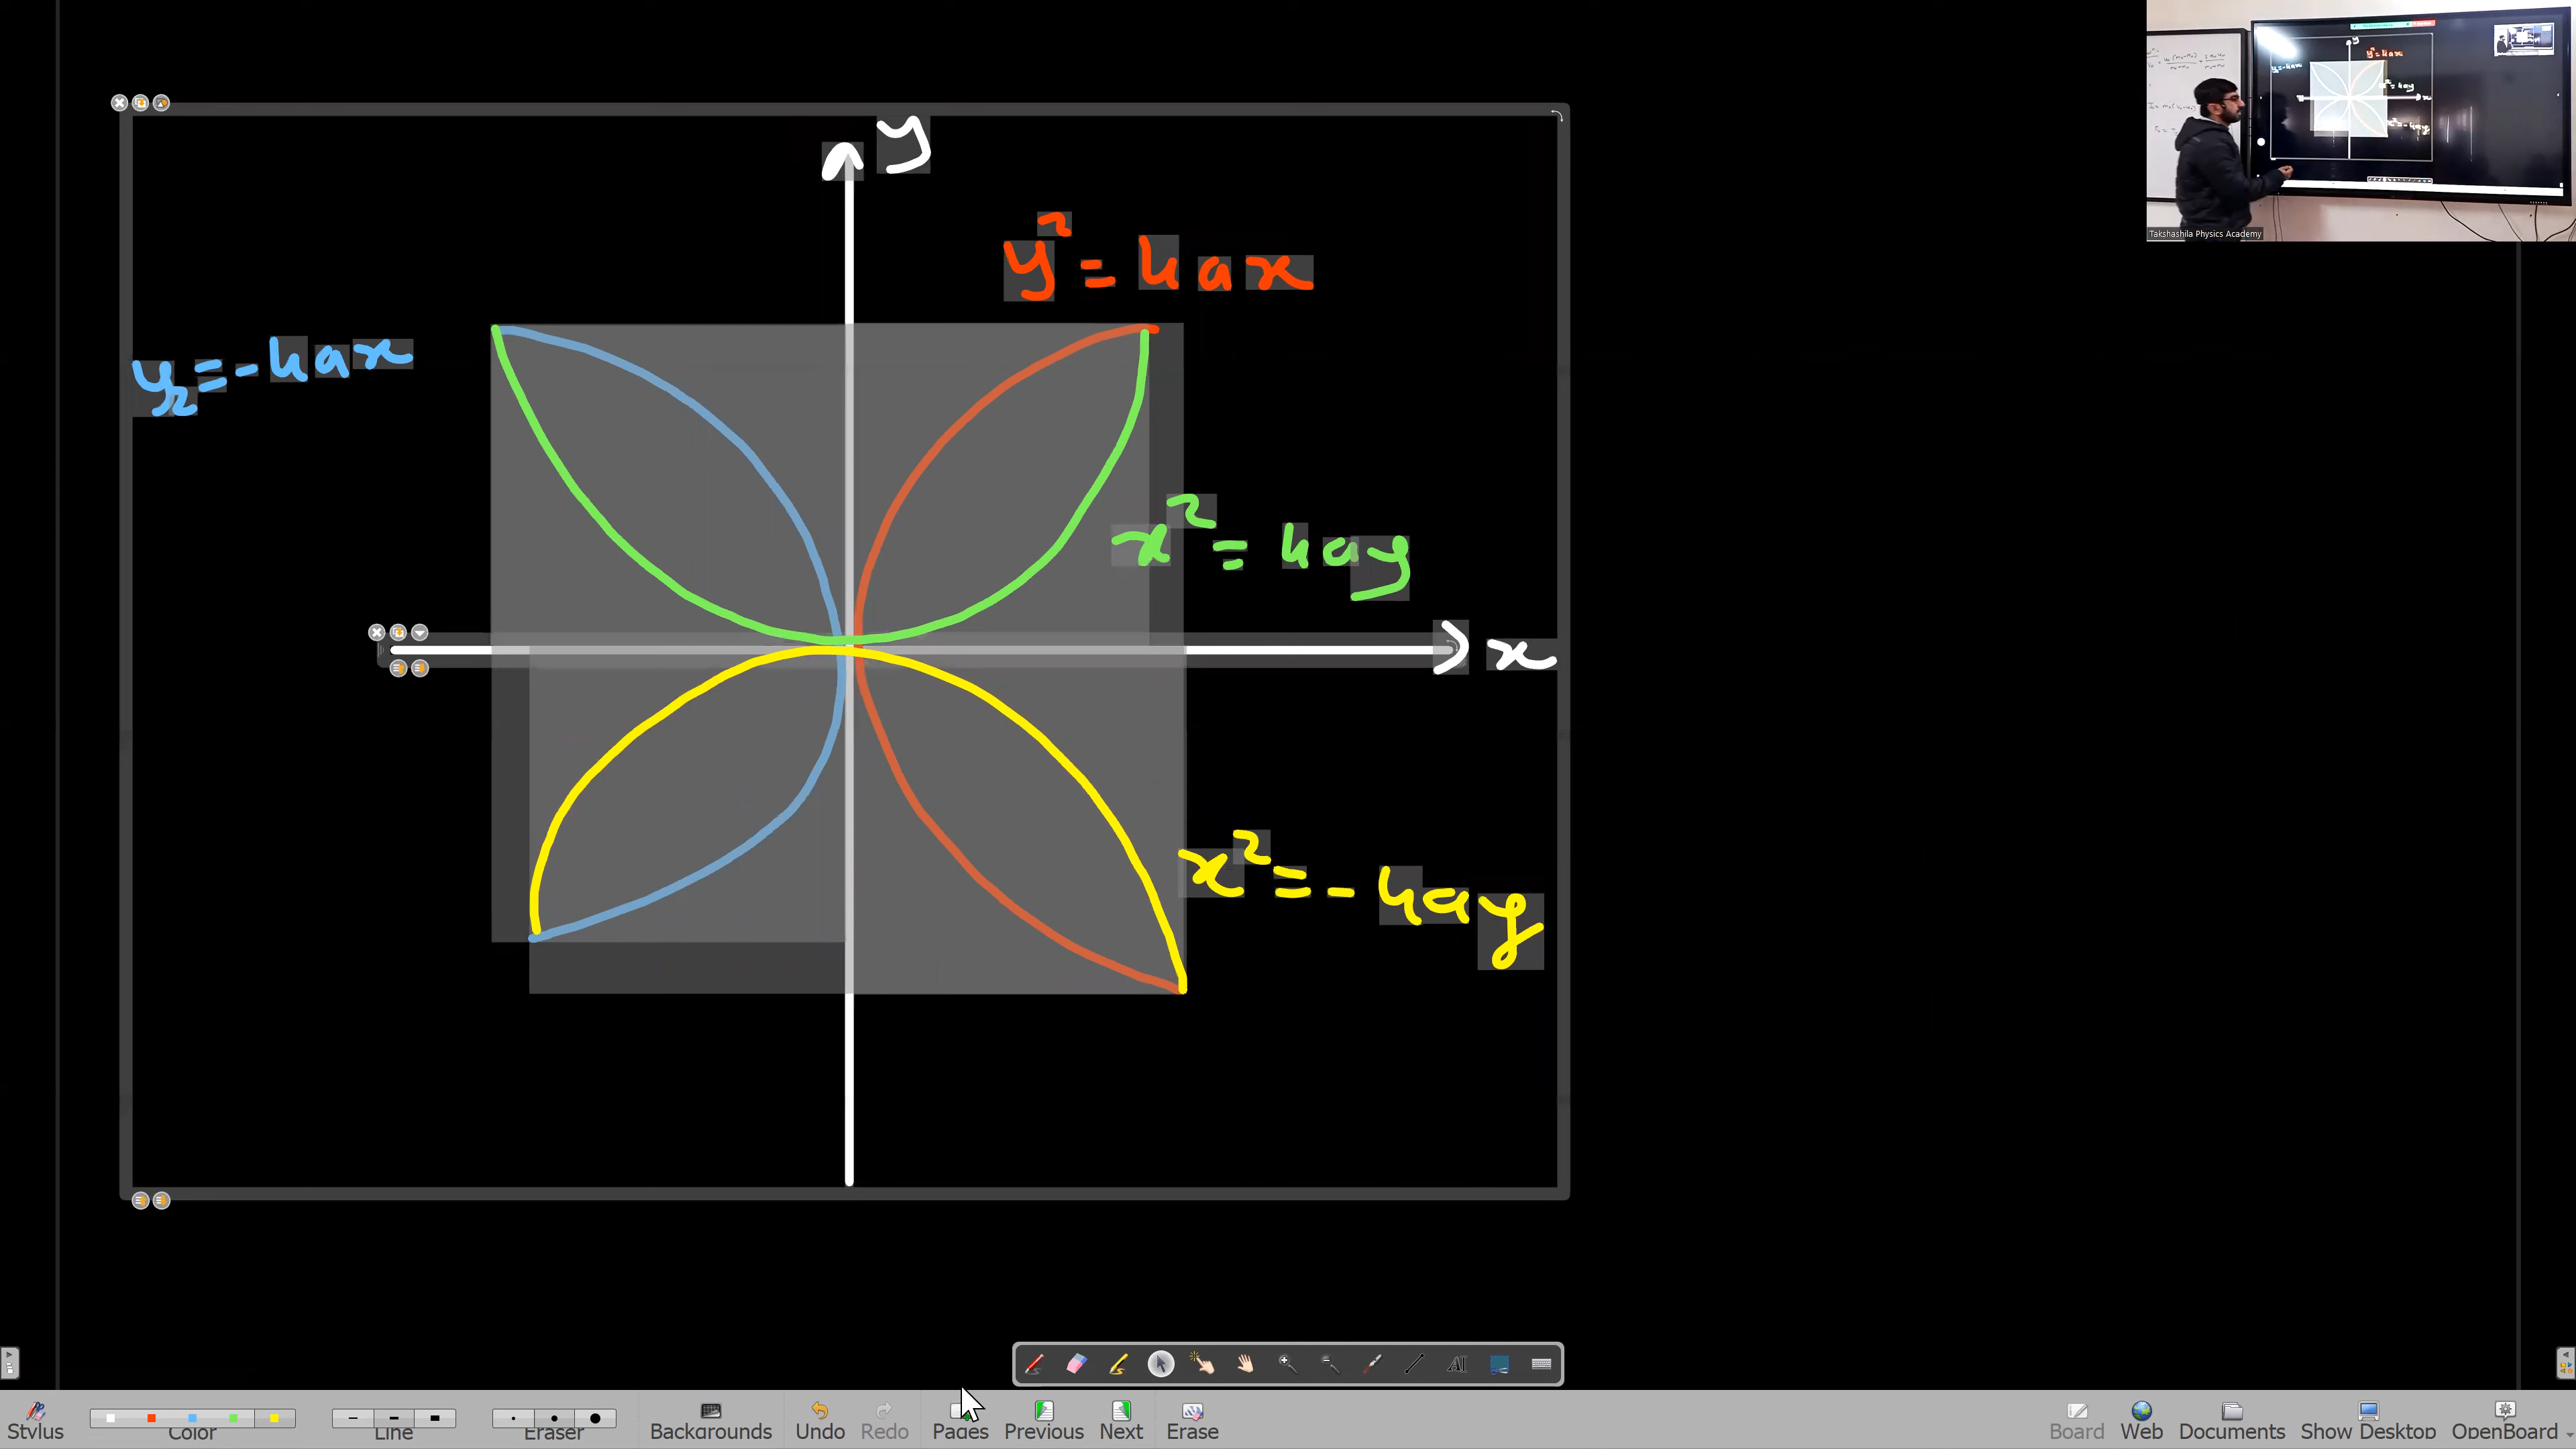 y
y² = 4ax
y² = -4ax
x² = 4ay
x
x² = -4ay
Takshashila Physics Academy
Stylus
Color
Line
Eraser
Backgrounds
Undo
Redo
Pages
Previous
Next
Erase
Board
Web
Documents
Show Desktop
OpenBoard